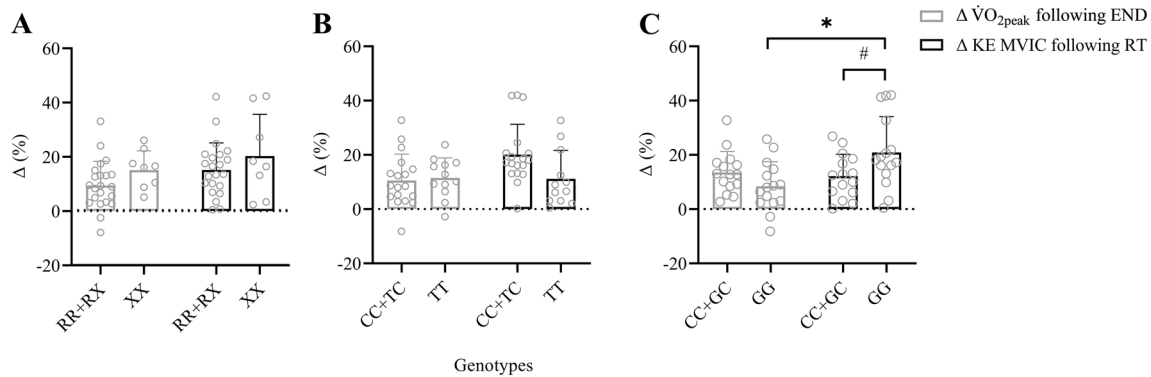 A
B
C
Δ V̇O2peak following END
Δ KE MVIC following RT
*
#
Δ (%)
60
40
20
0
-20
RR+RX
XX
RR+RX
XX
Δ (%)
60
40
20
0
-20
CC+TC
TT
CC+TC
TT
Δ (%)
60
40
20
0
-20
CC+GC
GG
CC+GC
GG
Genotypes